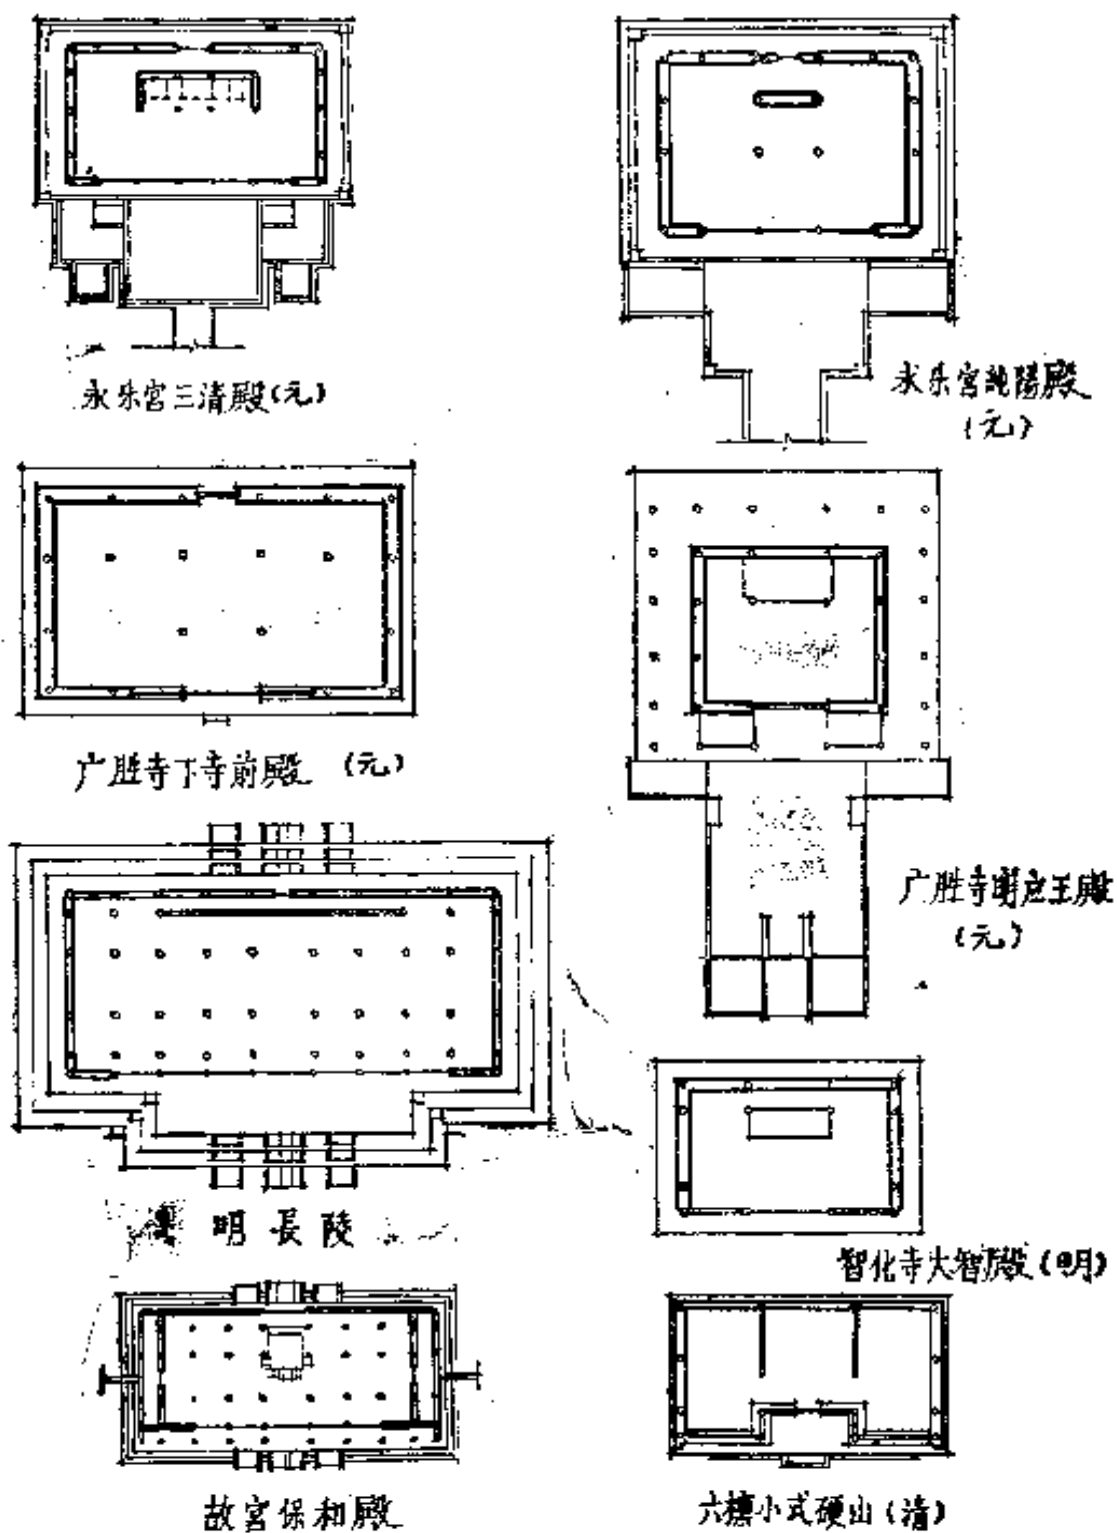 永乐宫三清殿(元)
永乐宫純陽殿
(元)
广胜寺下寺前殿 (元)
广胜寺明应王殿
(元)
明長陵
智化寺大智殿(明)
故宫保和殿
六檩小式硬山(清)